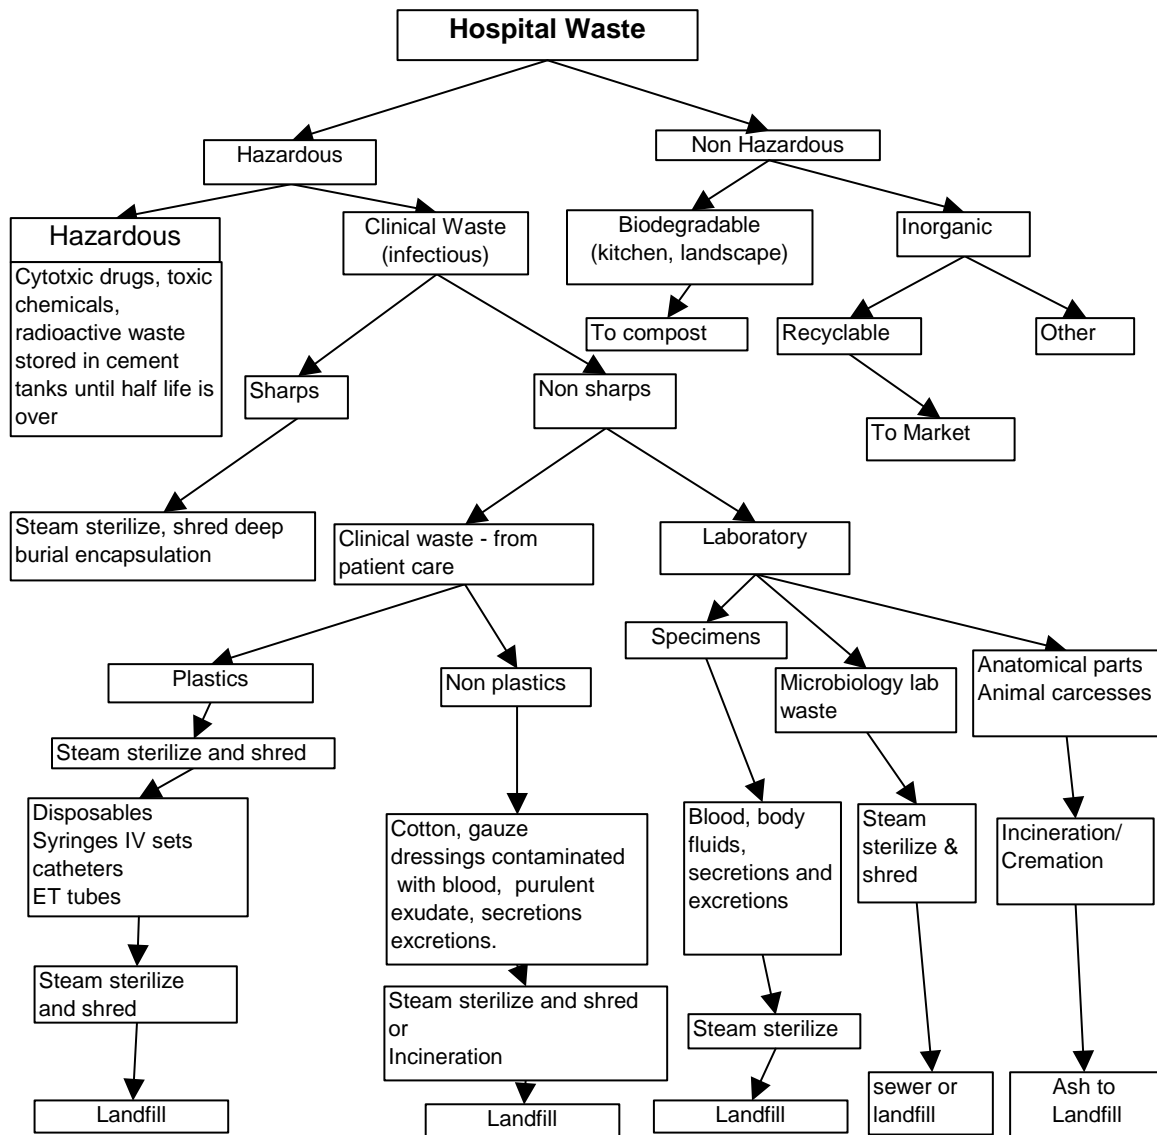 Hospital Waste
Hazardous
Non Hazardous
Hazardous
Cytotxic drugs, toxic
chemicals,
radioactive waste
stored in cement
tanks until half life is
over
Clinical Waste
(infectious)
Biodegradable
(kitchen, landscape)
Inorganic
To compost
Recyclable
Other
Sharps
Non sharps
To Market
Steam sterilize, shred deep
burial encapsulation
Clinical waste - from
patient care
Laboratory
Plastics
Non plastics
Specimens
Microbiology lab
waste
Anatomical parts
Animal carcesses
Steam sterilize and shred
Disposables
Syringes IV sets
catheters
ET tubes
Cotton, gauze
dressings contaminated
with blood, purulent
exudate, secretions
excretions.
Blood, body
fluids,
secretions and
excretions
Steam
sterilize &
shred
Incineration/
Cremation
Steam sterilize
and shred
Steam sterilize and shred
or
Incineration
Steam sterilize
Landfill
Landfill
Landfill
sewer or
landfill
Ash to
Landfill